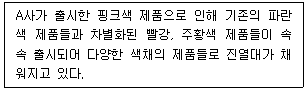 A사가 출시한 핑크색 제품으로 인해 기존의 파란
색 제품들과 차별화된 빨강, 주황색 제품들이 속
속 출시되어 다양한 색채의 제품들로 진열대가 채
워지고 있다.